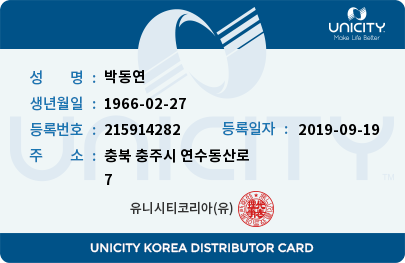 UNICITY
Make Life Better
UNICITY
성 명 : 박동연
생년월일 : 1966-02-27
등록번호 : 215914282 등록일자 : 2019-09-19
주 소 : 충북 충주시 연수동산로
7
유니시티코리아(유)
UNICITY KOREA DISTRIBUTOR CARD